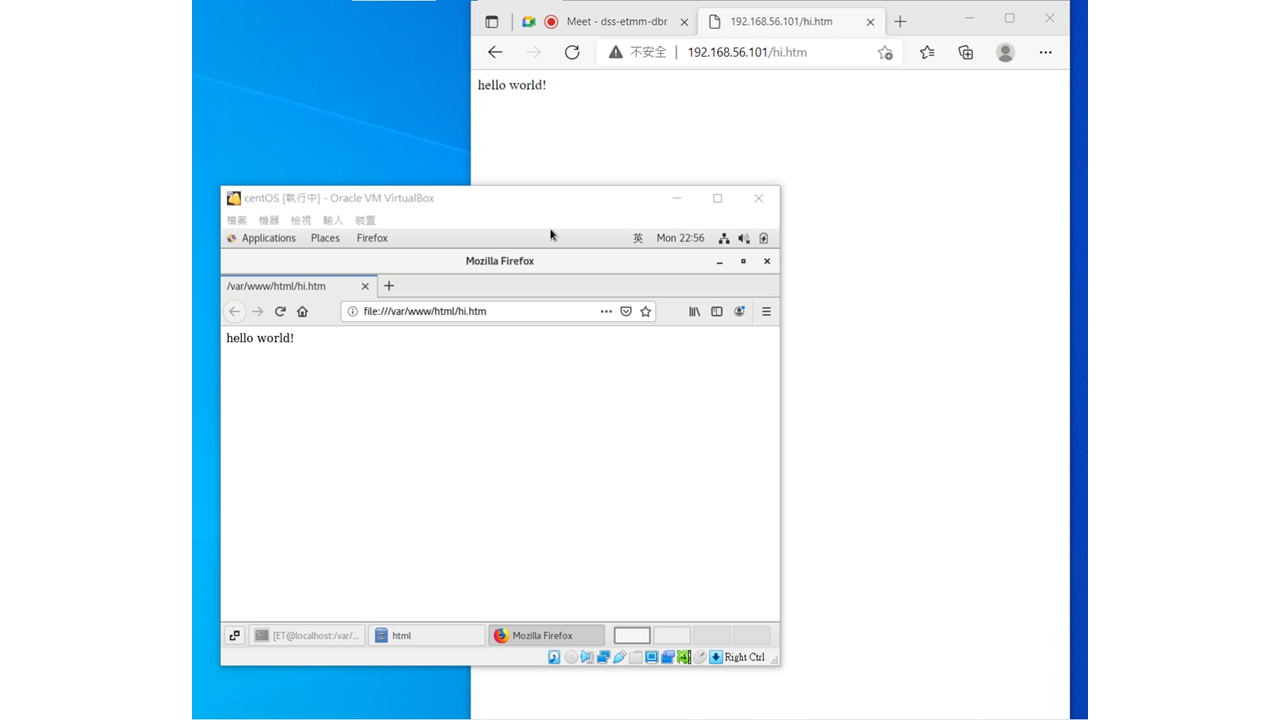 Meet - dss-etmm-dbr
192.168.56.101/hi.htm
不安全 | 192.168.56.101/hi.htm
hello world!
centOS [執行中] - Oracle VM VirtualBox
檔案 機器 檢視 輸入 裝置
Applications Places Firefox 英 Mon 22:56
Mozilla Firefox
/var/www/html/hi.htm
file:///var/www/html/hi.htm
hello world!
[ET@localhost:/var/... html Mozilla Firefox
Right Ctrl